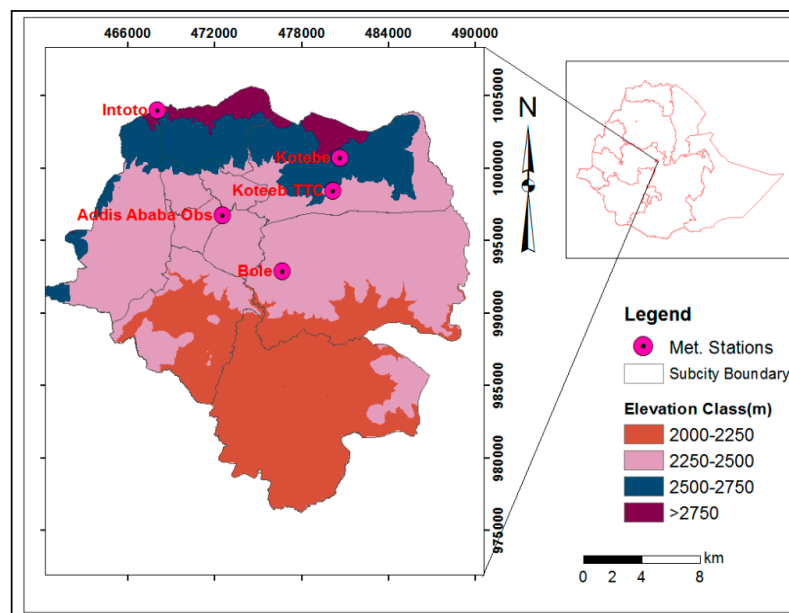 466000 472000 478000 484000 490000
1005000
Intoto
N
Kotebe
1000000
Koteeb TTC
Addis Ababa Obs
995000
Bole
990000
985000
980000
975000
Legend
Met. Stations
Subcity Boundary
Elevation Class(m)
2000-2250
2250-2500
2500-2750
>2750
km
0 2 4 8